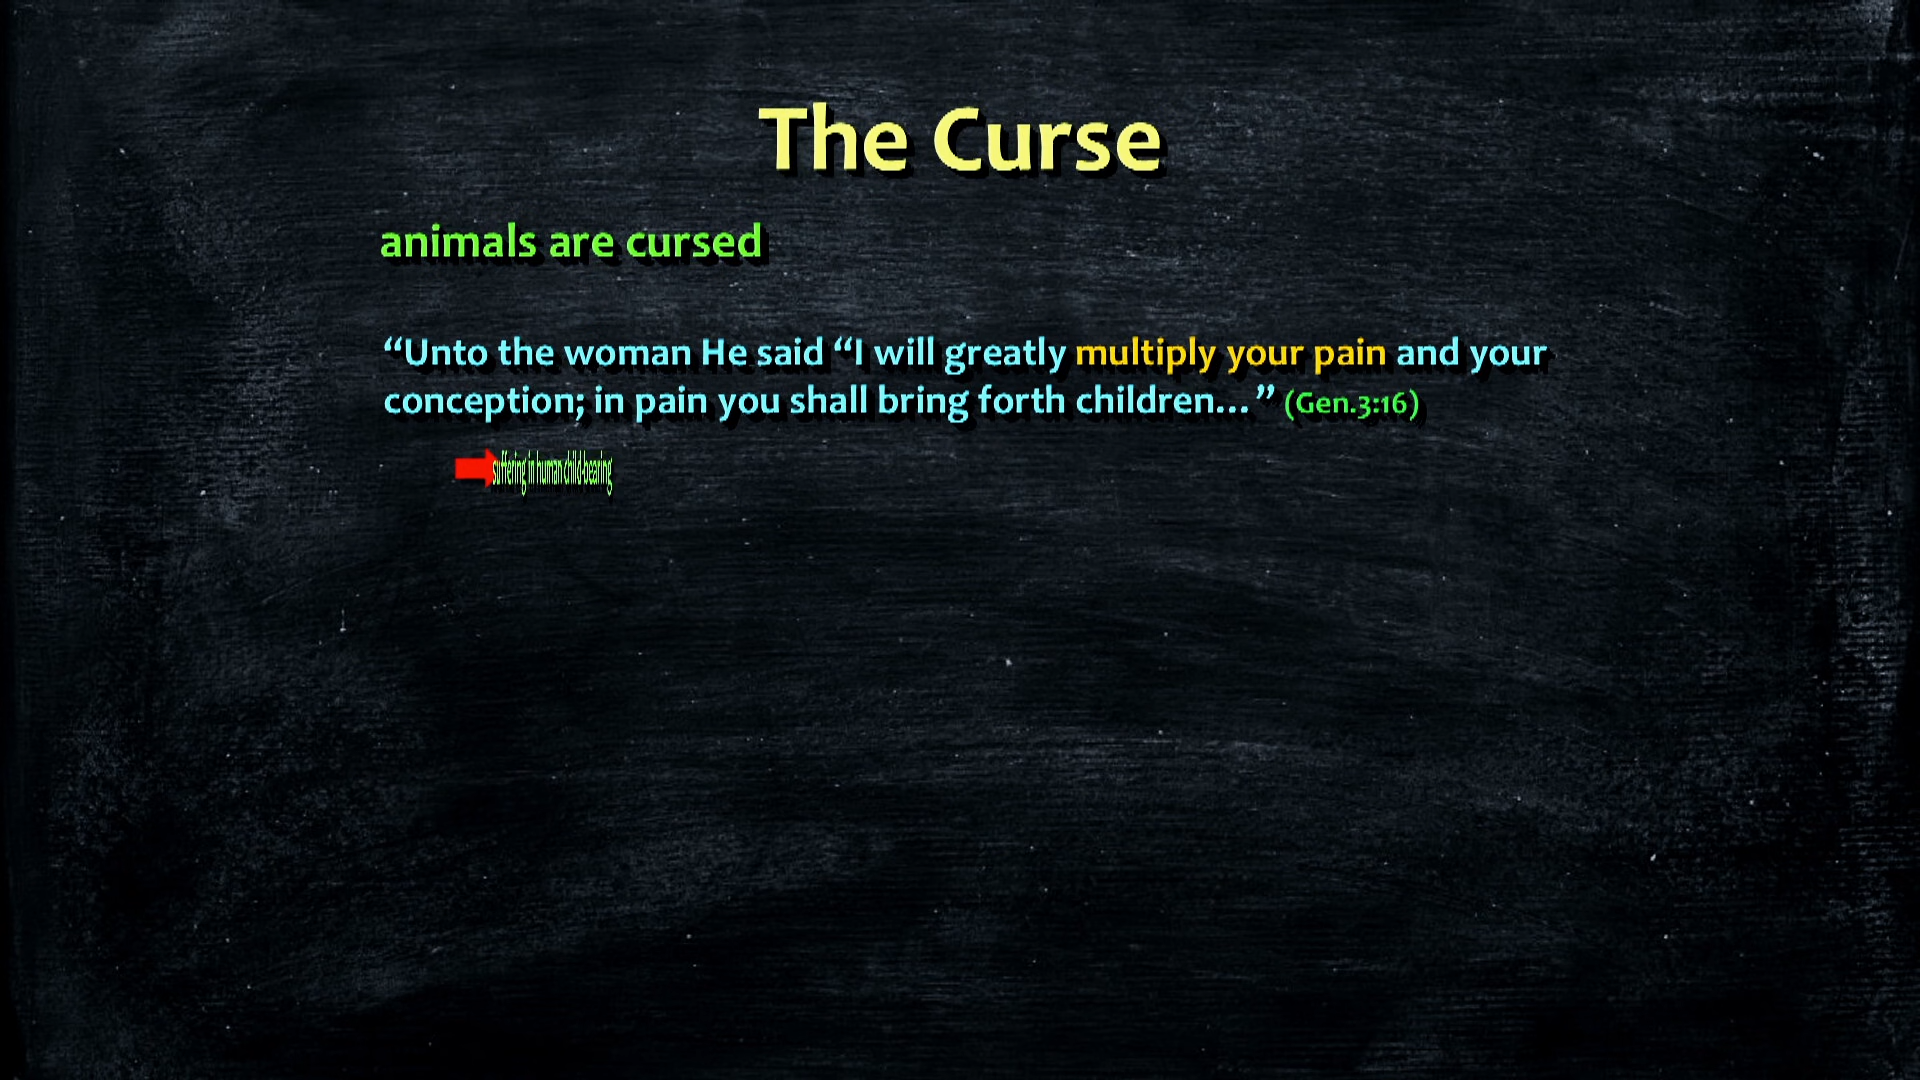 The Curse
animals are cursed
“Unto the woman He said “I will greatly multiply your pain and your
conception; in pain you shall bring forth children...” (Gen.3:16)
suffering in human child-bearing